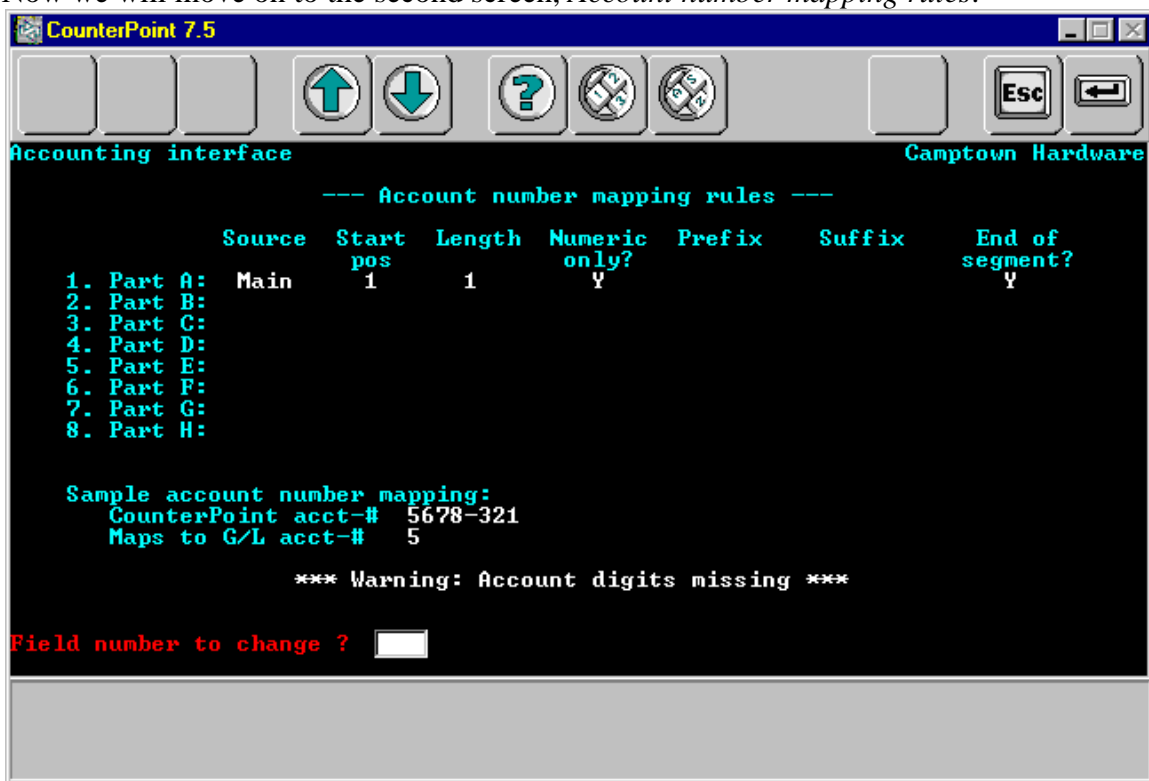 Now we will move on to the second screen, Account number mapping rules.
CounterPoint 7.5
Esc
Accounting interface Camptown Hardware
--- Account number mapping rules ---
Source Start Length Numeric Prefix Suffix End of
pos only? segment?
1. Part A: Main 1 1 Y Y
2. Part B:
3. Part C:
4. Part D:
5. Part E:
6. Part F:
7. Part G:
8. Part H:
Sample account number mapping:
CounterPoint acct-# 5678-321
Maps to G/L acct-# 5
*** Warning: Account digits missing ***
Field number to change ?